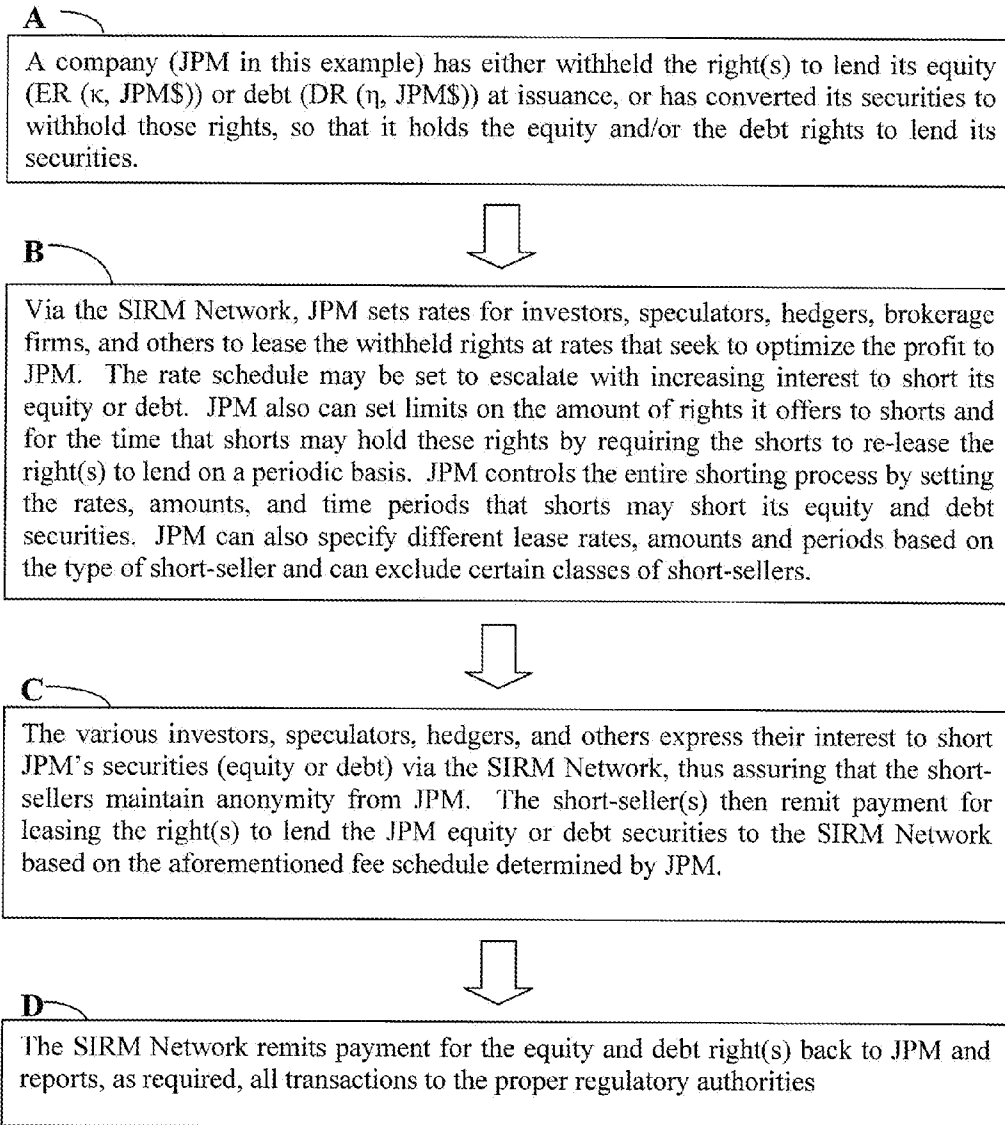 A
A company (JPM in this example) has either withheld the right(s) to lend its equity
(ER (κ, JPM$)) or debt (DR (η, JPM$)) at issuance, or has converted its securities to
withhold those rights, so that it holds the equity and/or the debt rights to lend its
securities.
B
Via the SIRM Network, JPM sets rates for investors, speculators, hedgers, brokerage
firms, and others to lease the withheld rights at rates that seek to optimize the profit to
JPM. The rate schedule may be set to escalate with increasing interest to short its
equity or debt. JPM also can set limits on the amount of rights it offers to shorts and
for the time that shorts may hold these rights by requiring the shorts to re-lease the
right(s) to lend on a periodic basis. JPM controls the entire shorting process by setting
the rates, amounts, and time periods that shorts may short its equity and debt
securities. JPM can also specify different lease rates, amounts and periods based on
the type of short-seller and can exclude certain classes of short-sellers.
C
The various investors, speculators, hedgers, and others express their interest to short
JPM's securities (equity or debt) via the SIRM Network, thus assuring that the short-
sellers maintain anonymity from JPM. The short-seller(s) then remit payment for
leasing the right(s) to lend the JPM equity or debt securities to the SIRM Network
based on the aforementioned fee schedule determined by JPM.
D
The SIRM Network remits payment for the equity and debt right(s) back to JPM and
reports, as required, all transactions to the proper regulatory authorities